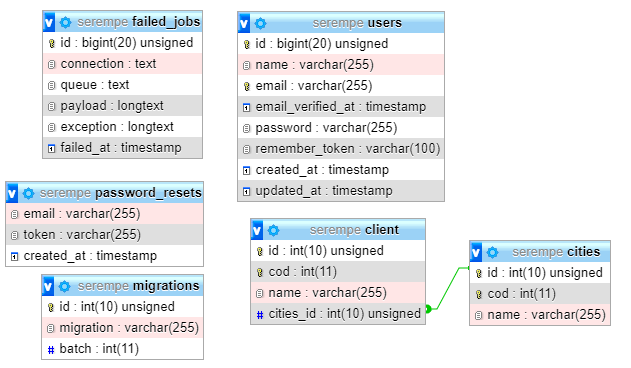 serempe failed_jobs
id : bigint(20) unsigned
connection : text
queue : text
payload : longtext
exception : longtext
failed_at : timestamp
serempe users
id : bigint(20) unsigned
name : varchar(255)
email : varchar(255)
email_verified_at : timestamp
password : varchar(255)
remember_token : varchar(100)
created_at : timestamp
updated_at : timestamp
serempe password_resets
email : varchar(255)
token : varchar(255)
created_at : timestamp
serempe client
id : int(10) unsigned
cod : int(11)
name : varchar(255)
# cities_id : int(10) unsigned
serempe cities
id : int(10) unsigned
cod : int(11)
name : varchar(255)
serempe migrations
id : int(10) unsigned
migration : varchar(255)
# batch : int(11)